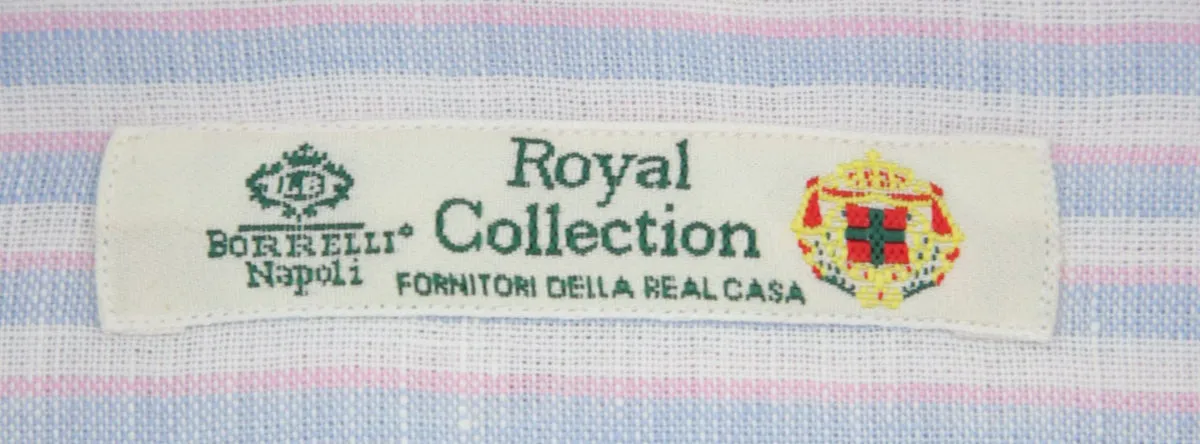 LB
BORRELLI®
Napoli
Royal
Collection
FORNITORI DELLA REAL CASA